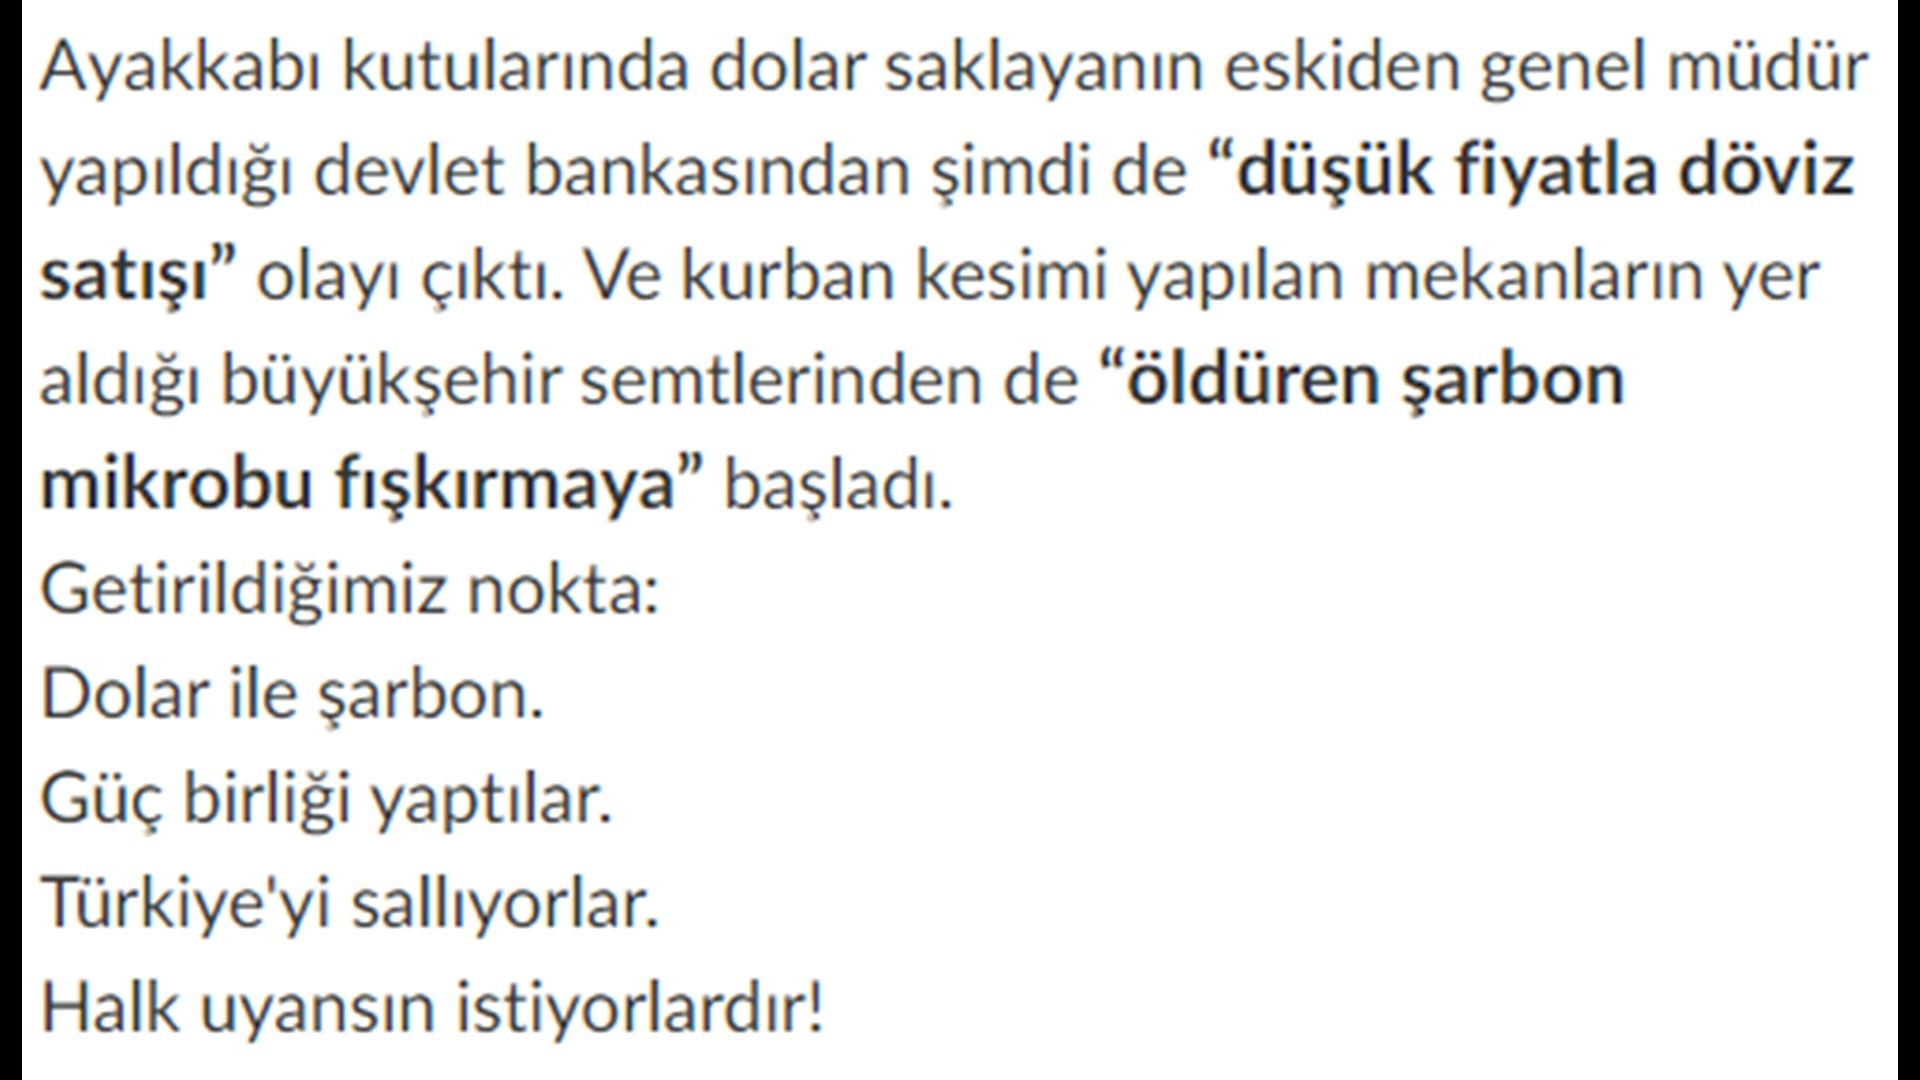 Ayakkabı kutularında dolar saklayanın eskiden genel müdür
yapıldığı devlet bankasından şimdi de “düşük fiyatla döviz
satışı” olayı çıktı. Ve kurban kesimi yapılan mekanların yer
aldığı büyükşehir semtlerinden de “öldüren şarbon
mikrobu fışkırmaya” başladı.
Getirildiğimiz nokta:
Dolar ile şarbon.
Güç birliği yaptılar.
Türkiye'yi sallıyorlar.
Halk uyansın istiyorlardır!